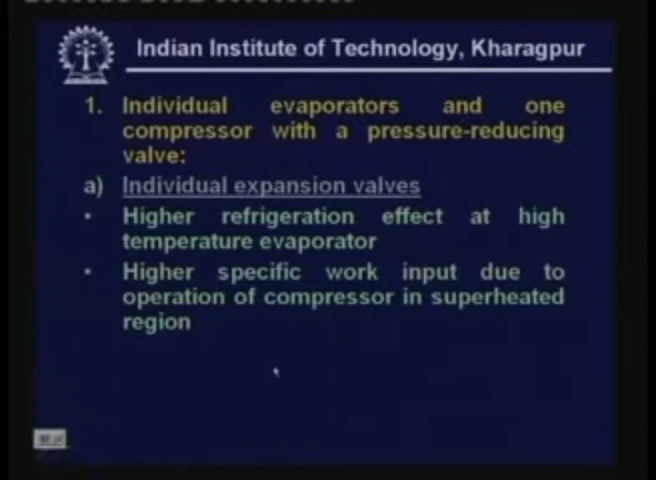 Indian Institute of Technology, Kharagpur
1. Individual evaporators and one
compressor with a pressure-reducing
valve:
a) Individual expansion valves
• Higher refrigeration effect at high
temperature evaporator
• Higher specific work input due to
operation of compressor in superheated
region